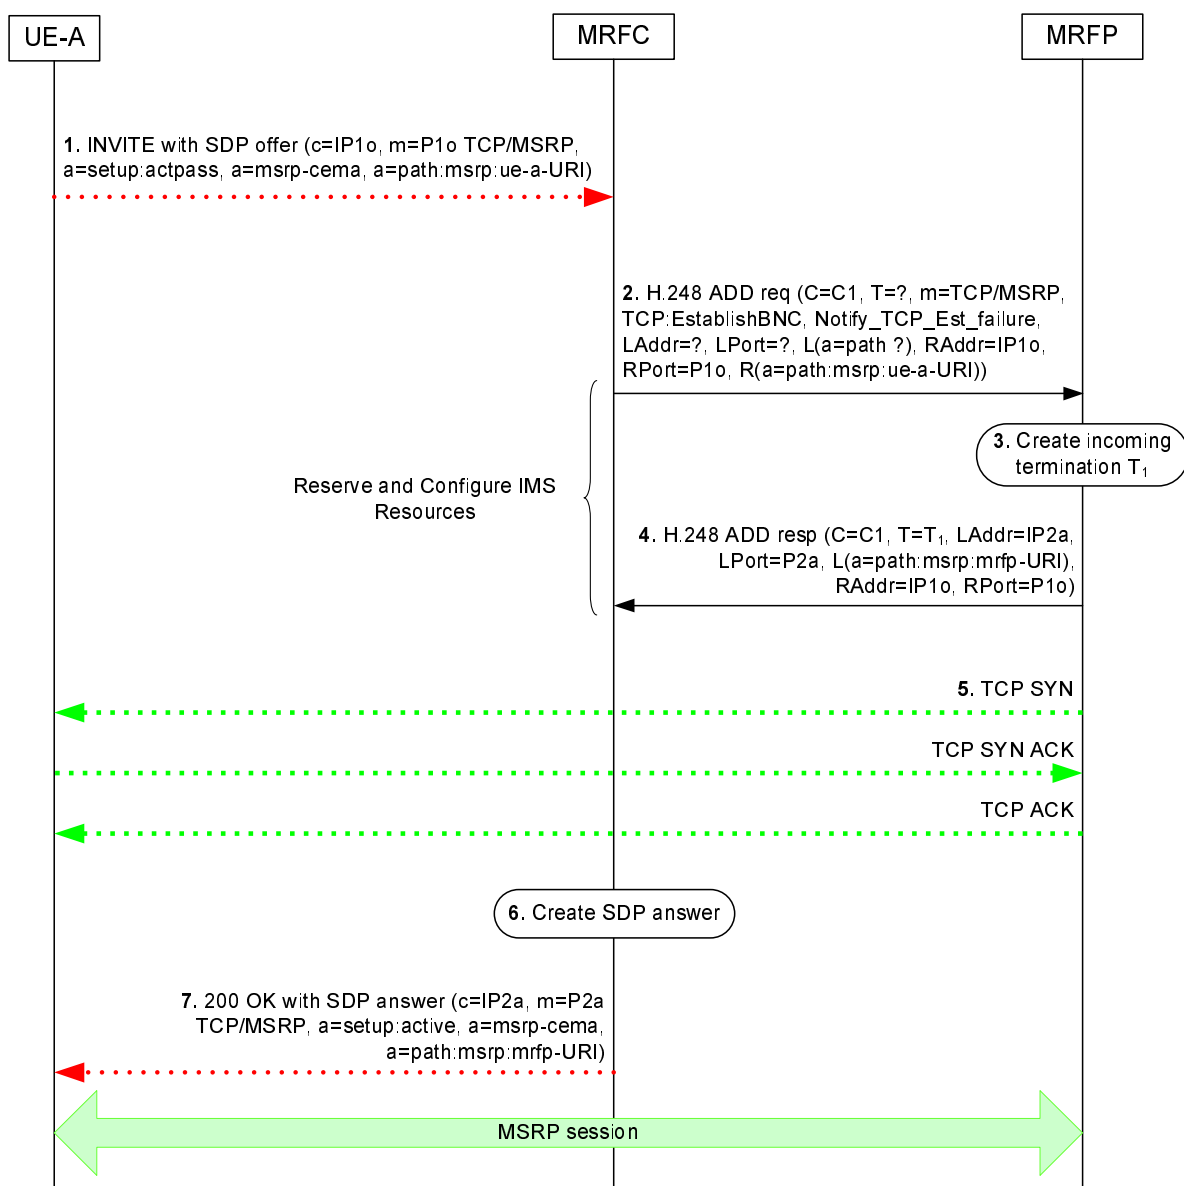 UE-A
MRFC
MRFP
1. INVITE with SDP offer (c=IP1o, m=P1o TCP/MSRP,
a=setup:actpass, a=msrp-cema, a=path:msrp:ue-a-URI)
2. H.248 ADD req (C=C1, T=?, m=TCP/MSRP,
TCP:EstablishBNC, Notify_TCP_Est_failure,
LAddr=?, LPort=?, L(a=path ?), RAddr=IP1o,
RPort=P1o, R(a=path:msrp:ue-a-URI))
3. Create incoming
termination T₁
Reserve and Configure IMS
Resources
4. H.248 ADD resp (C=C1, T=T₁, LAddr=IP2a,
LPort=P2a, L(a=path:msrp:mrfp-URI),
RAddr=IP1o, RPort=P1o)
5. TCP SYN
TCP SYN ACK
TCP ACK
6. Create SDP answer
7. 200 OK with SDP answer (c=IP2a, m=P2a
TCP/MSRP, a=setup:active, a=msrp-cema,
a=path:msrp:mrfp-URI)
MSRP session